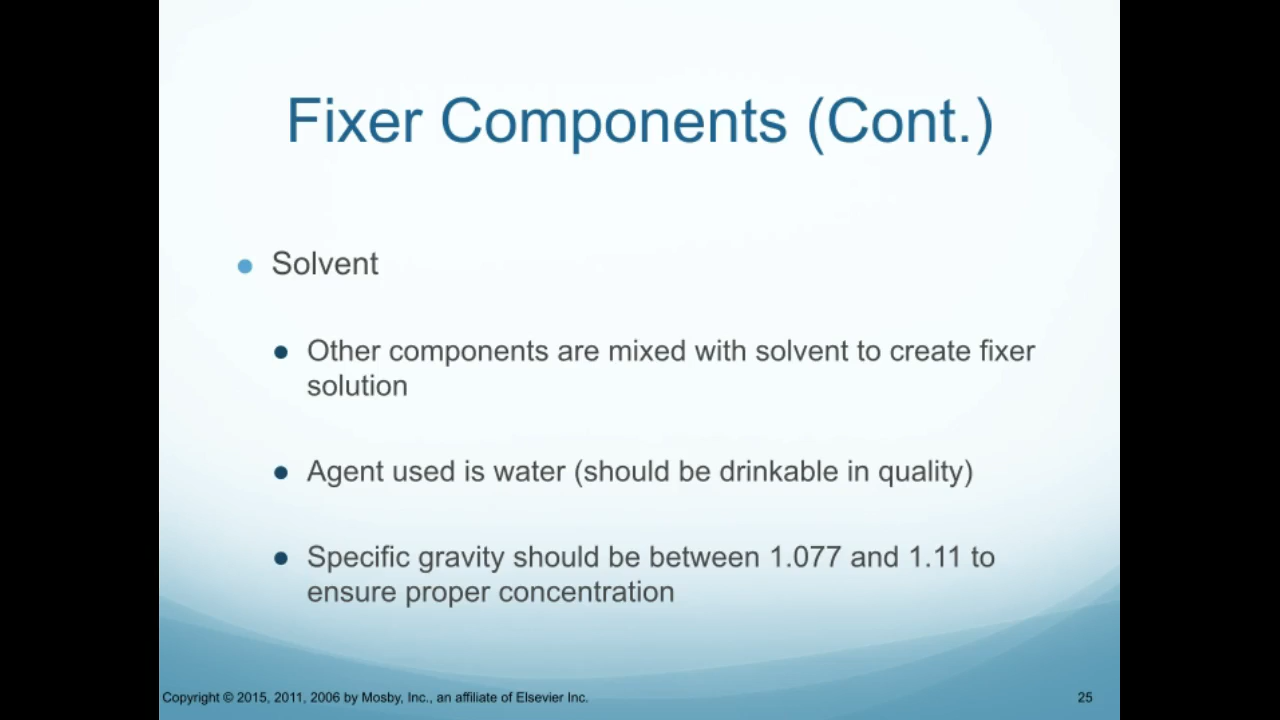 Fixer Components (Cont.)
Solvent
Other components are mixed with solvent to create fixer
solution
Agent used is water (should be drinkable in quality)
Specific gravity should be between 1.077 and 1.11 to
ensure proper concentration
Copyright © 2015, 2011, 2006 by Mosby, Inc., an affiliate of Elsevier Inc.
25